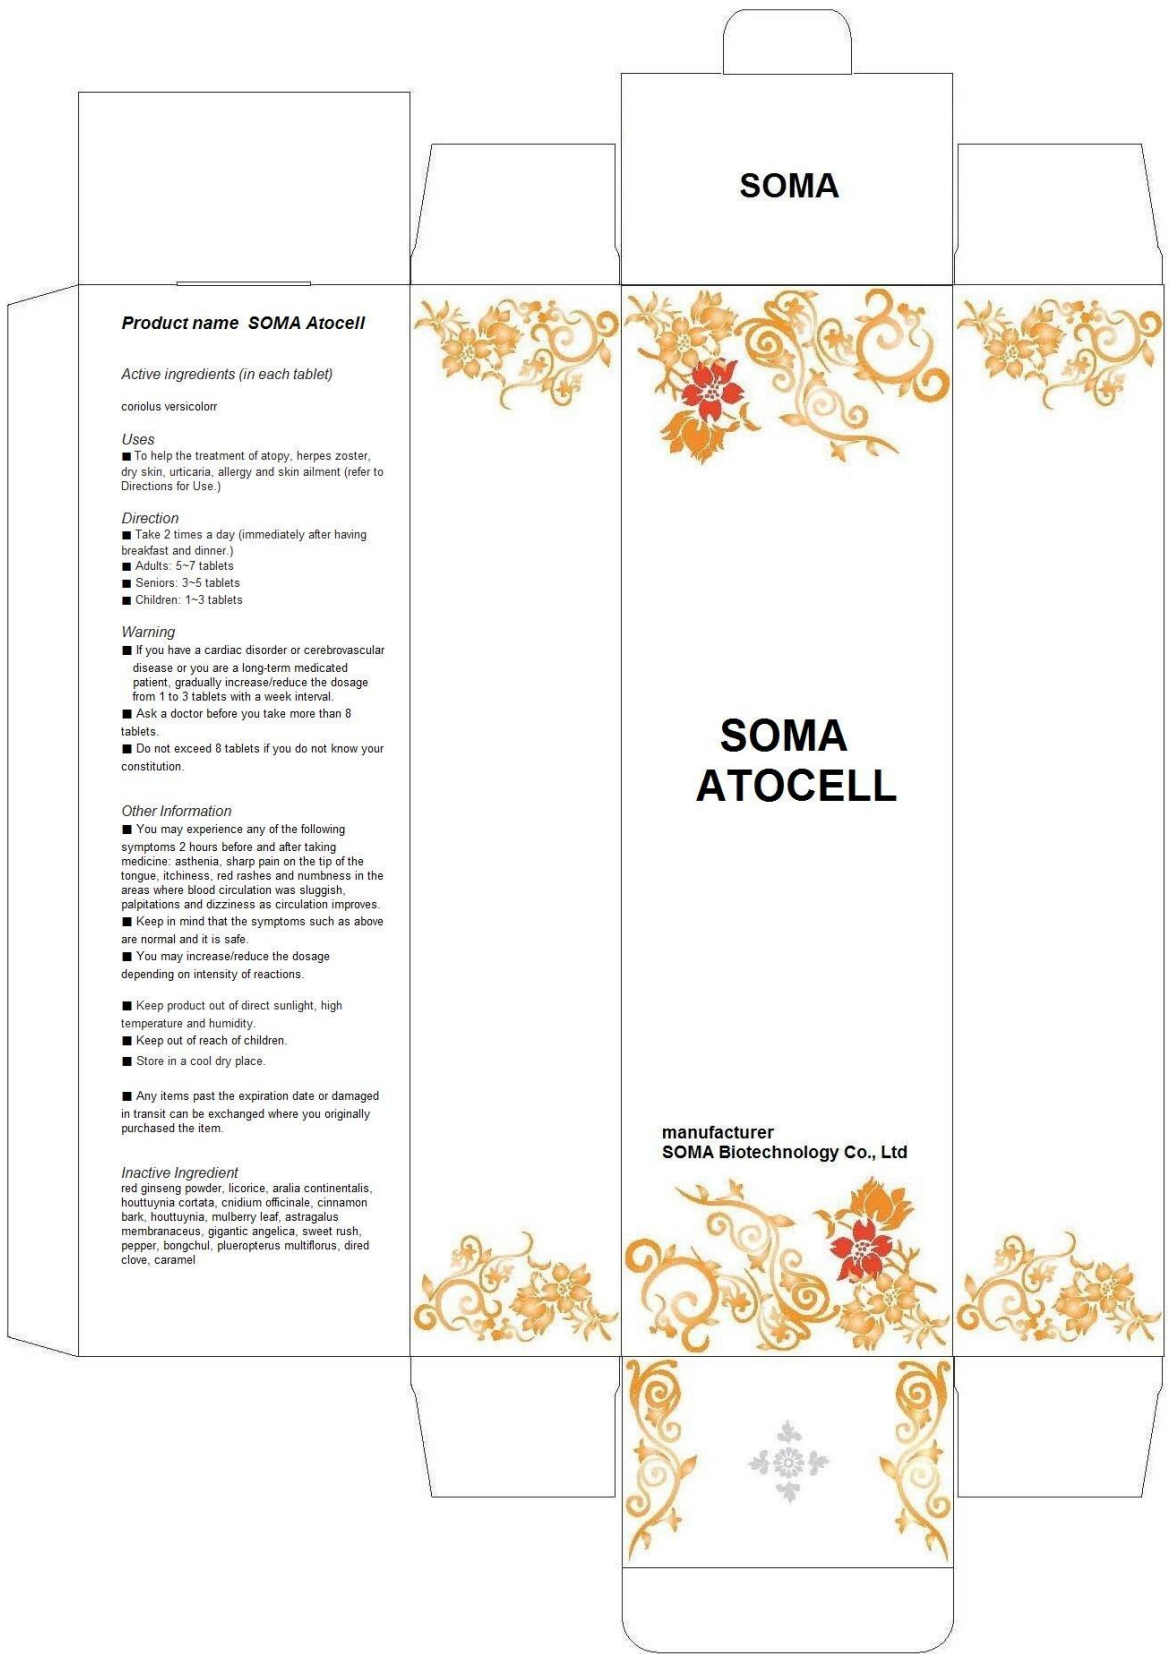 SOMA
Product name  SOMA Atocell
Active ingredients (in each tablet)
coriolus versicolorr
Uses
■ To help the treatment of atopy, herpes zoster,
dry skin, urticaria, allergy and skin ailment (refer to
Directions for Use.)
Direction
■ Take 2 times a day (immediately after having
breakfast and dinner.)
■ Adults: 5~7 tablets
■ Seniors: 3~5 tablets
■ Children: 1~3 tablets
Warning
■ If you have a cardiac disorder or cerebrovascular
disease or you are a long-term medicated
patient, gradually increase/reduce the dosage
from 1 to 3 tablets with a week interval.
■ Ask a doctor before you take more than 8
tablets.
■ Do not exceed 8 tablets if you do not know your
constitution.
Other Information
■ You may experience any of the following
symptoms 2 hours before and after taking
medicine: asthenia, sharp pain on the tip of the
tongue, itchiness, red rashes and numbness in the
areas where blood circulation was sluggish,
palpitations and dizziness as circulation improves.
■ Keep in mind that the symptoms such as above
are normal and it is safe.
■ You may increase/reduce the dosage
depending on intensity of reactions.
■ Keep product out of direct sunlight, high
temperature and humidity.
■ Keep out of reach of children.
■ Store in a cool dry place.
■ Any items past the expiration date or damaged
in transit can be exchanged where you originally
purchased the item.
Inactive Ingredient
red ginseng powder, licorice, aralia continentalis,
houttuynia cortata, cnidium officinale, cinnamon
bark, houttuynia, mulberry leaf, astragalus
membranaceus, gigantic angelica, sweet rush,
pepper, bongchul, plueropterus multiflorus, dired
clove, caramel
SOMA
ATOCELL
manufacturer
SOMA Biotechnology Co., Ltd